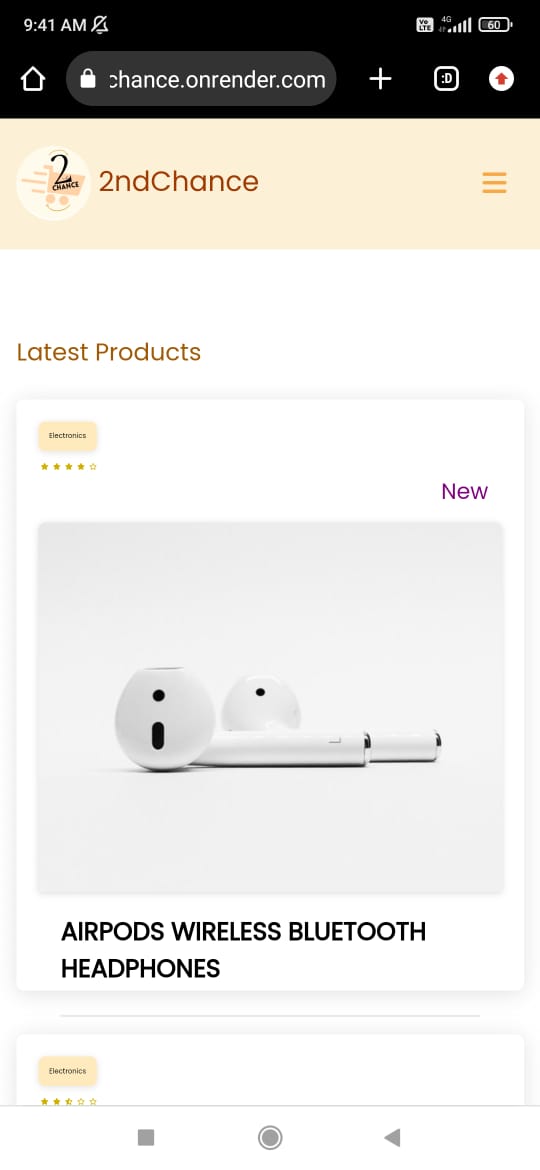 9:41 AM
Vo LTE 4G 60
chance.onrender.com
:D
2 CHANCE
2ndChance
Latest Products
Electronics
New
AIRPODS WIRELESS BLUETOOTH
HEADPHONES
Electronics